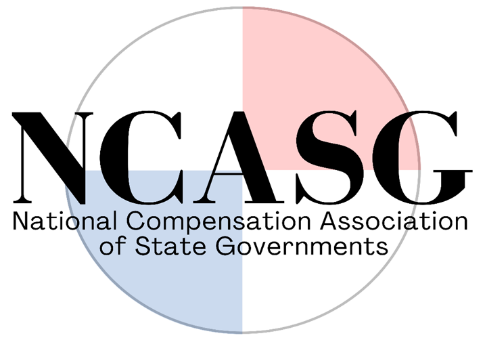 NCASG
National Compensation Association
of State Governments